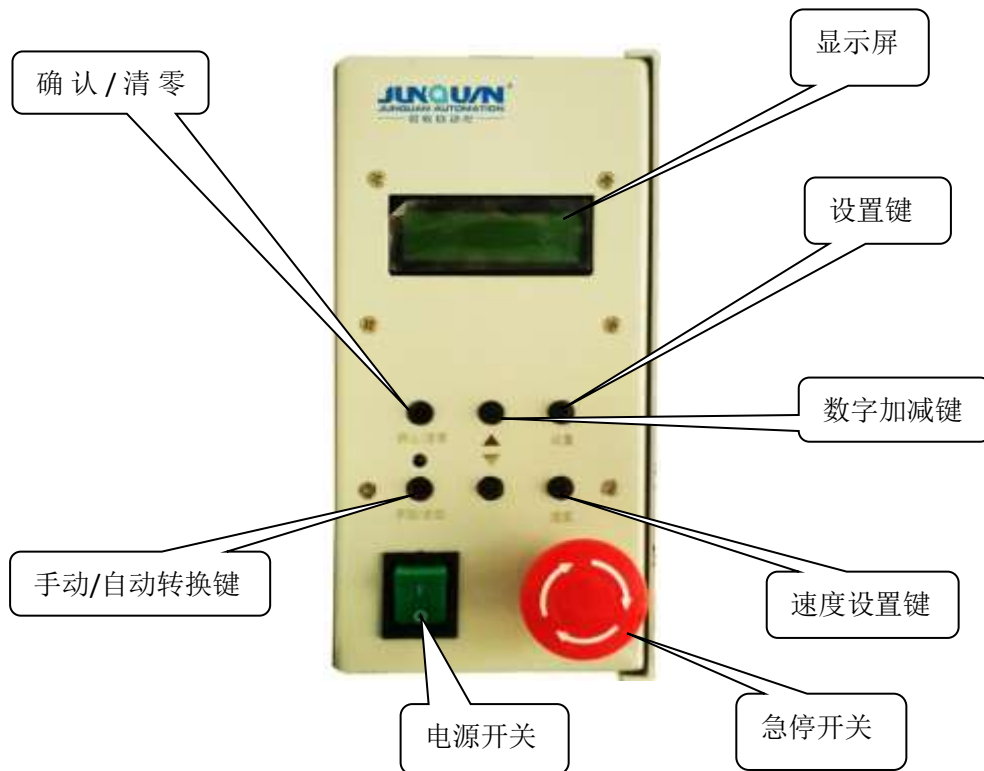 显示屏
确 认 / 清 零
JUNQUAN
JUNQUAN AUTOMATION
设置键
数字加减键
手动/自动转换键
速度设置键
电源开关
急停开关